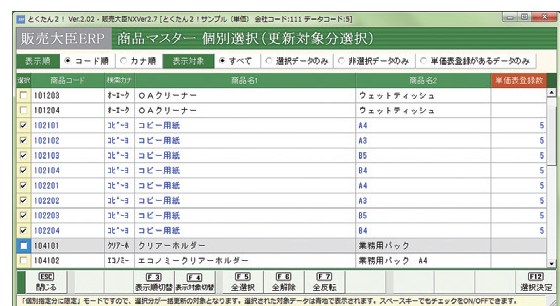 とくたん2！ Ver.2.02 - 販売大臣NXVer2.7 [とくたん2！サンプル（単価） 会社コード:111 データコード:5]
販売大臣ERP 商品マスター 個別選択(更新対象分選択)
表示順 コード順 カナ順 表示対象 すべて 選択データのみ 非選択データのみ 単価表登録があるデータのみ
選択 商品コード 検索カナ 商品名1 商品名2 単価表登録数
101203 ｵｰｴｰｸ ＯＡクリーナー ウェットティッシュ
101204 ｵｰｴｰｸ ＯＡクリーナー ウェットティッシュ
102101 ｺﾋﾟｰﾖ コピー用紙 A4 5
102102 ｺﾋﾟｰﾖ コピー用紙 A3 5
102103 ｺﾋﾟｰﾖ コピー用紙 B5 5
102104 ｺﾋﾟｰﾖ コピー用紙 B4 5
102201 ｺﾋﾟｰﾖ コピー用紙 A4 5
102202 ｺﾋﾟｰﾖ コピー用紙 A3 5
102203 ｺﾋﾟｰﾖ コピー用紙 B5 5
102204 ｺﾋﾟｰﾖ コピー用紙 B4 5
104101 ｸﾘｱｰﾎ クリアーホルダー 業務用パック
104102 ｴｺﾉﾐｰ エコノミークリアーホルダー 業務用パック A4
ESC F 3 F 4 F 5 F 6 F 7 F12
閉じる 表示順切替 表示対象切替 全選択 全解除 全反転 選択決定
「個別指定分に限定」モードですので、選択分が一括更新の対象となります。選択された対象データは青地で表示されます。スペースキーでもチェックをON/OFFできます。